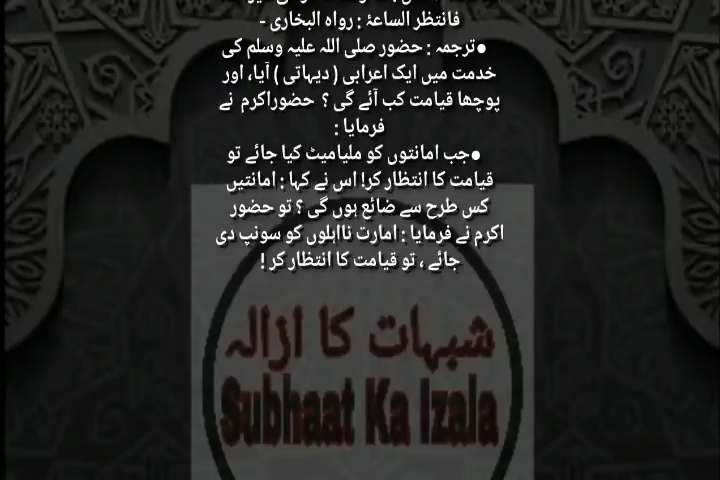 فانتظر الساعۃ : رواہ البخاری -
●ترجمہ : حضور صلی اللہ علیہ وسلم کی
خدمت میں ایک اعرابی ( دیہاتی ) آیا، اور
پوچھا قیامت کب آئے گی ؟ حضوراکرم نے
فرمایا :
●جب امانتوں کو ملیامیٹ کیا جائے تو
قیامت کا انتظار کر! اس نے کہا : امانتیں
کس طرح سے ضائع ہوں گی ؟ تو حضور
اکرم نے فرمایا : امارت نااہلوں کو سونپ دی
جائے ، تو قیامت کا انتظار کر !
شبہات کا ازالہ
Subhaat Ka Izala